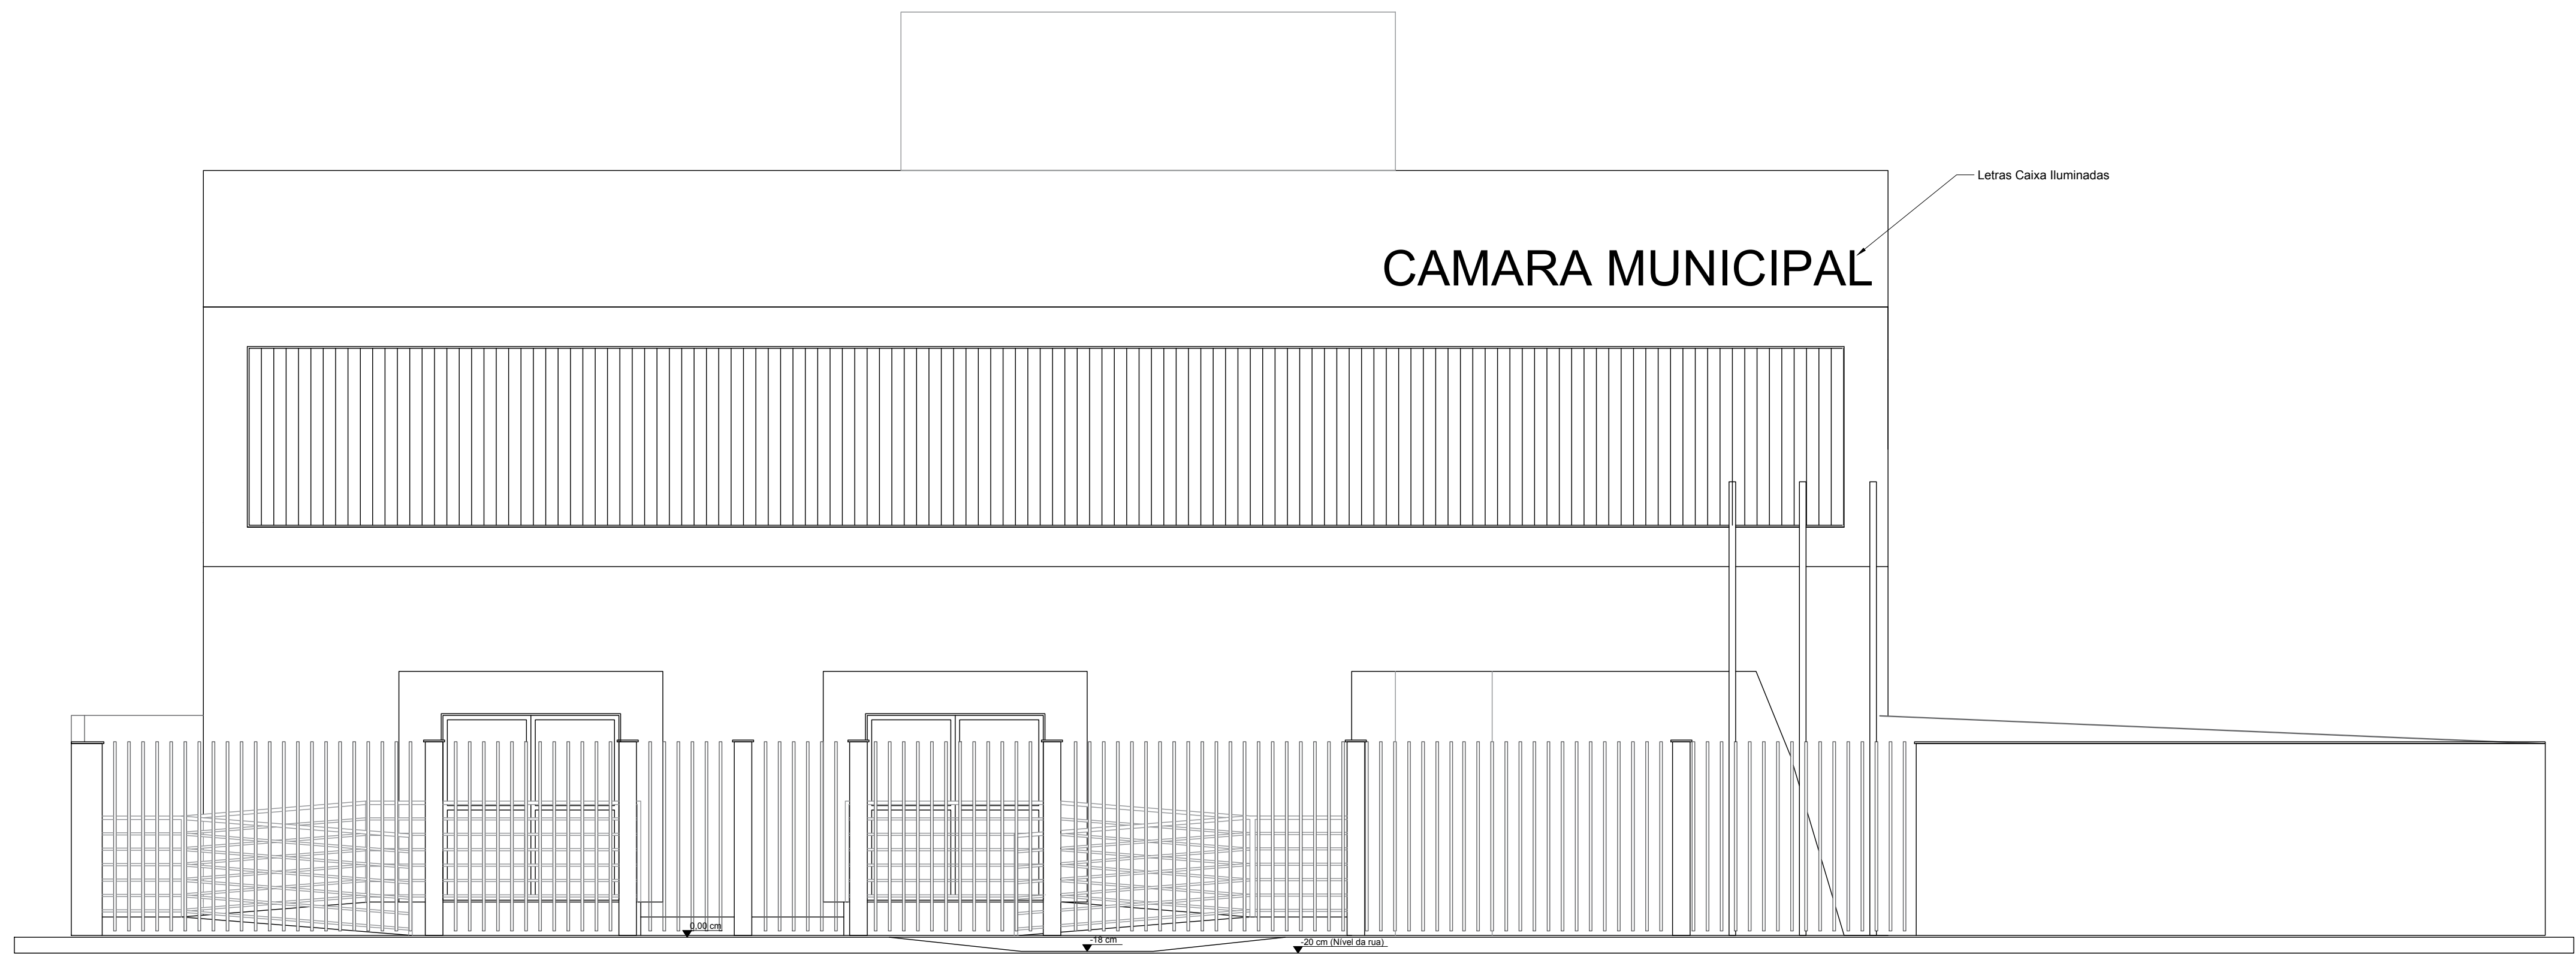 Letras Caixa Iluminadas
CAMARA MUNICIPAL
0,00 cm
-18 cm
-20 cm (Nível da rua)